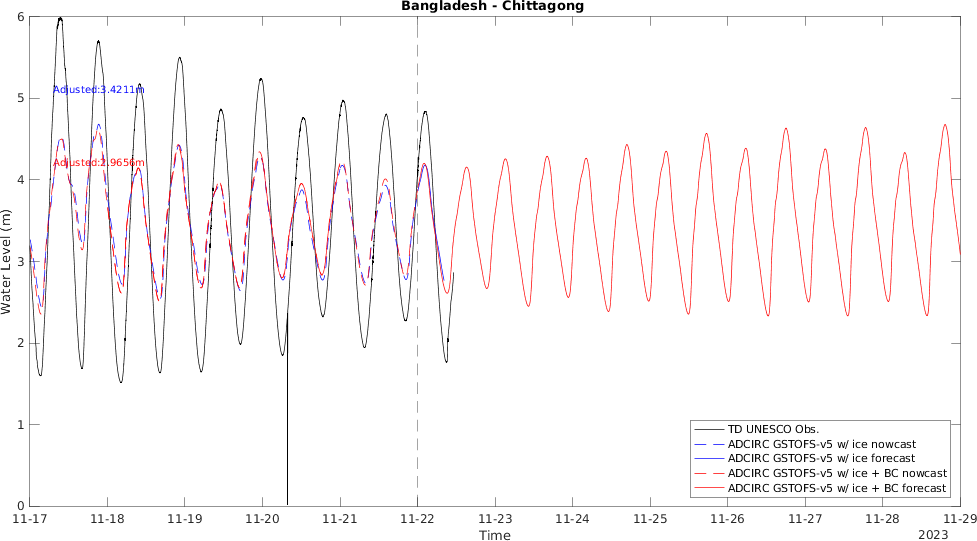 Bangladesh - Chittagong
6
5
4
3
2
1
0
Water Level (m)
Adjusted:3.4211m
Adjusted:2.9656m
TD UNESCO Obs.
ADCIRC GSTOFS-v5 w/ ice nowcast
ADCIRC GSTOFS-v5 w/ ice forecast
ADCIRC GSTOFS-v5 w/ ice + BC nowcast
ADCIRC GSTOFS-v5 w/ ice + BC forecast
11-17 11-18 11-19 11-20 11-21 11-22 11-23 11-24 11-25 11-26 11-27 11-28 11-29
Time
2023